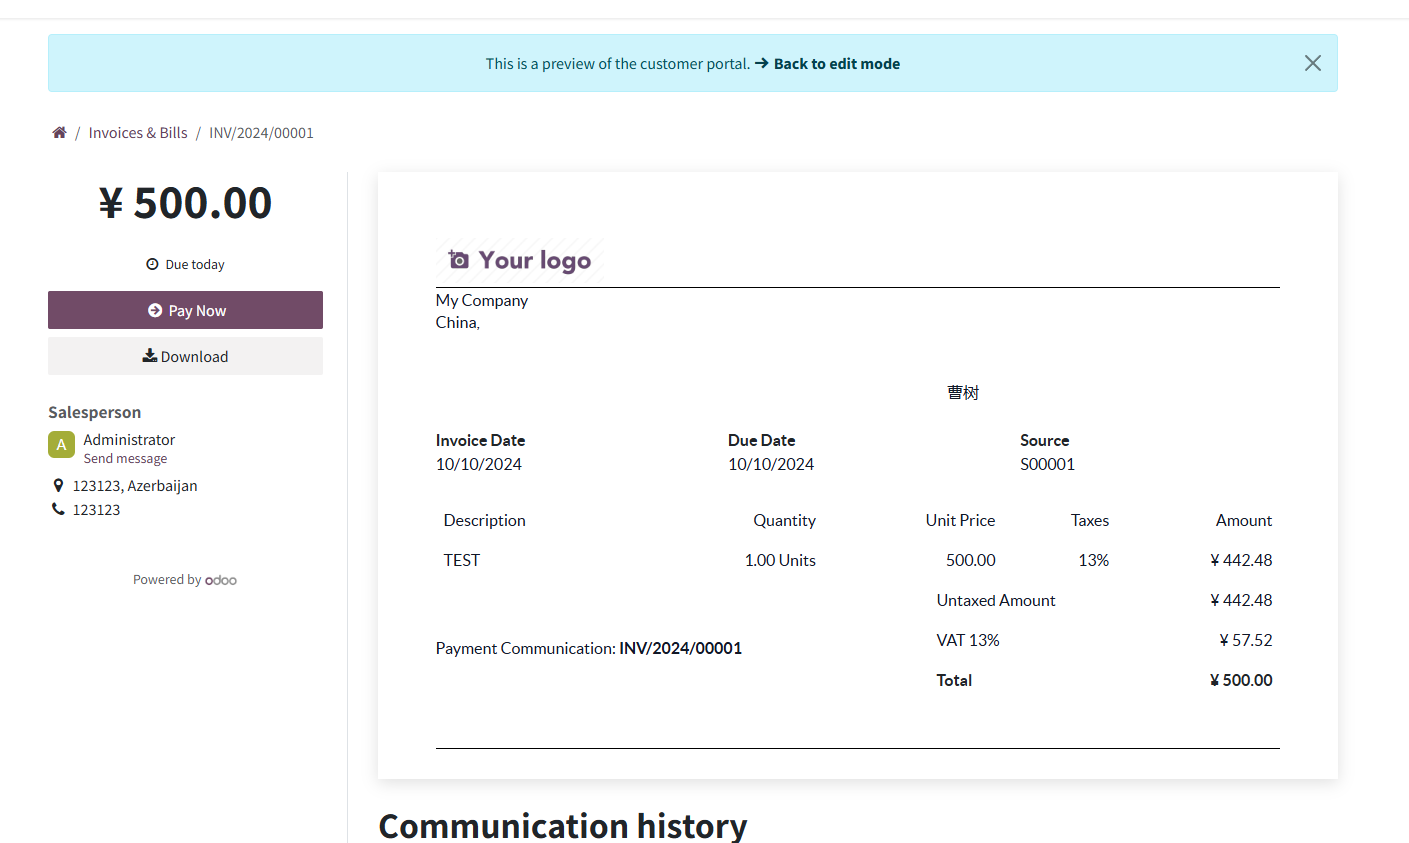 This is a preview of the customer portal. → Back to edit mode
/ Invoices & Bills / INV/2024/00001
¥ 500.00
Due today
Pay Now
Download
Salesperson
A Administrator
Send message
123123, Azerbaijan
123123
Powered by odoo
Your logo
My Company
China,
曹树
Invoice Date Due Date Source
10/10/2024 10/10/2024 S00001
Description Quantity Unit Price Taxes Amount
TEST 1.00 Units 500.00 13% ¥ 442.48
Untaxed Amount ¥ 442.48
VAT 13% ¥ 57.52
Payment Communication: INV/2024/00001
Total ¥ 500.00
Communication history